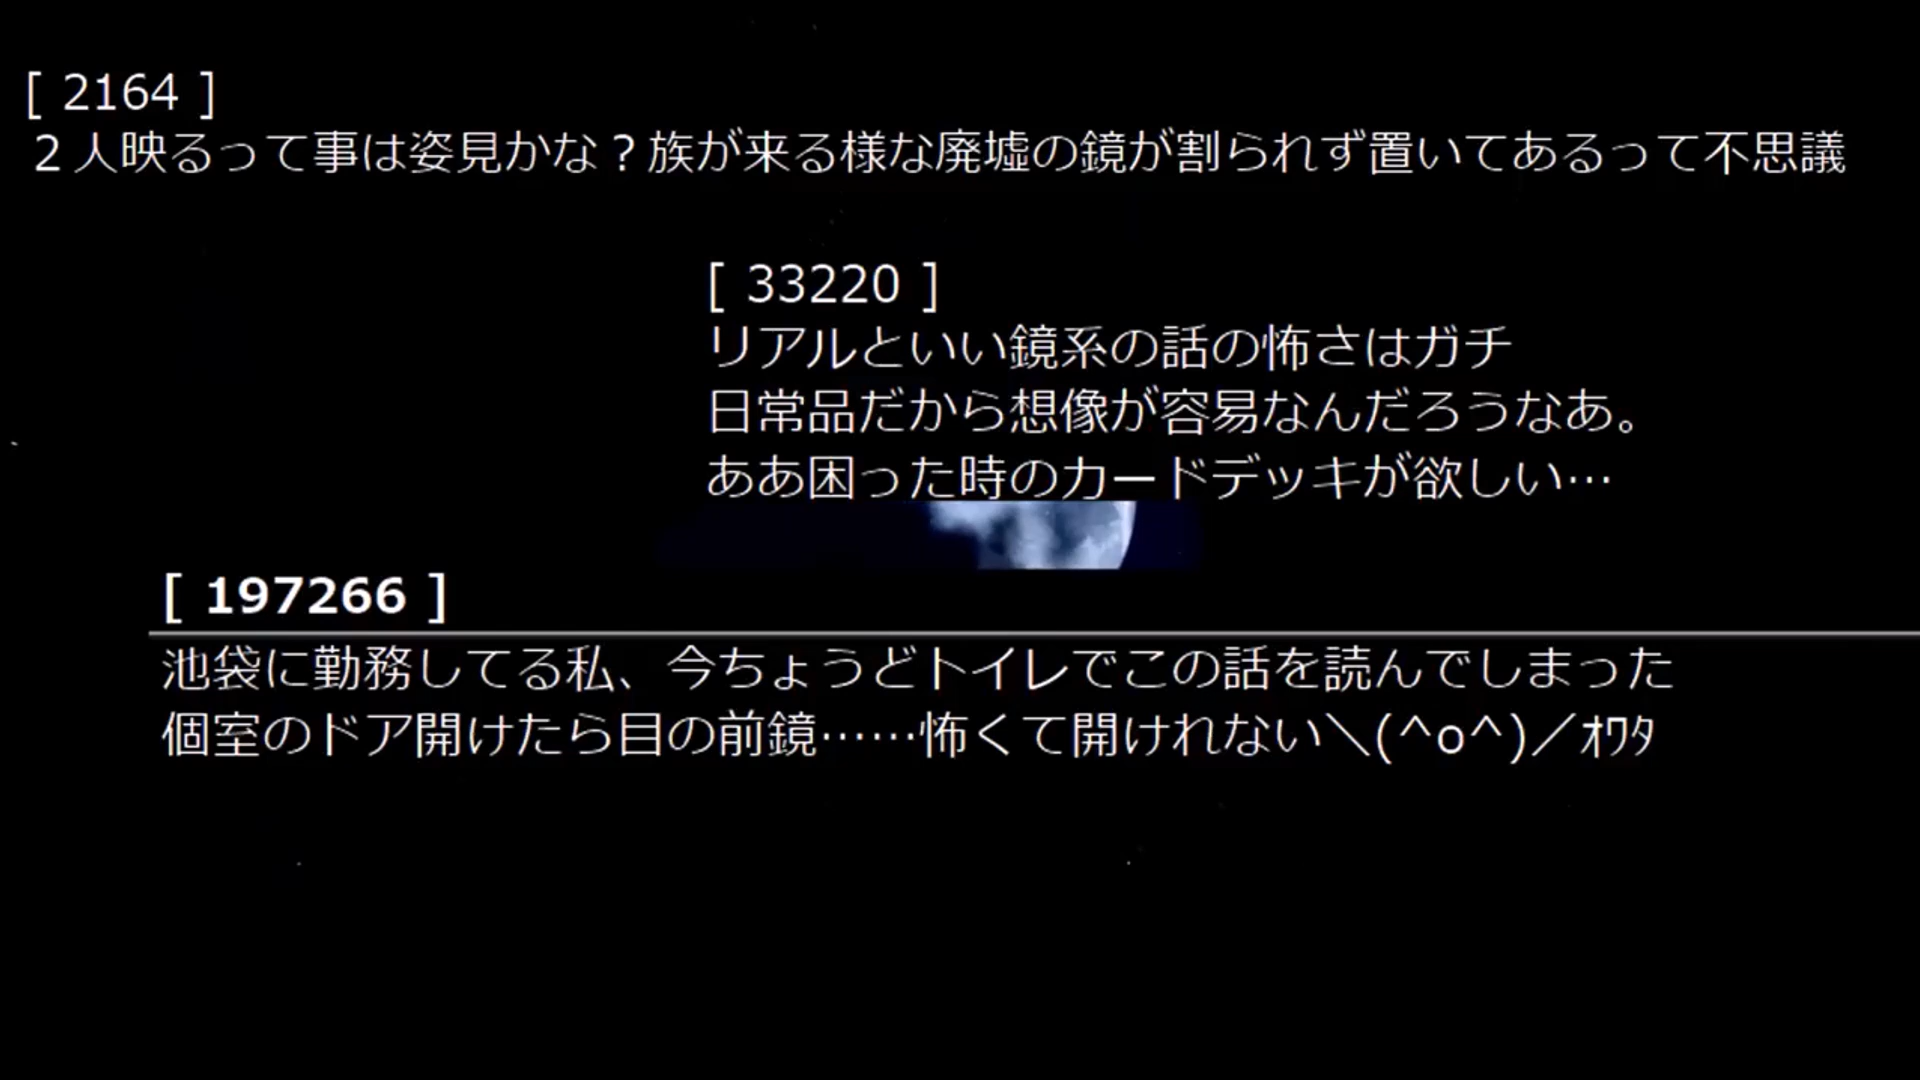 [ 2164 ]
２人映るって事は姿見かな？族が来る様な廃墟の鏡が割られず置いてあるって不思議
[ 33220 ]
リアルといい鏡系の話の怖さはガチ
日常品だから想像が容易なんだろうなあ。
ああ困った時のカードデッキが欲しい…
[ 197266 ]
池袋に勤務してる私、今ちょうどトイレでこの話を読んでしまった
個室のドア開けたら目の前鏡……怖くて開けれない＼(^o^)／ｵﾜﾀ